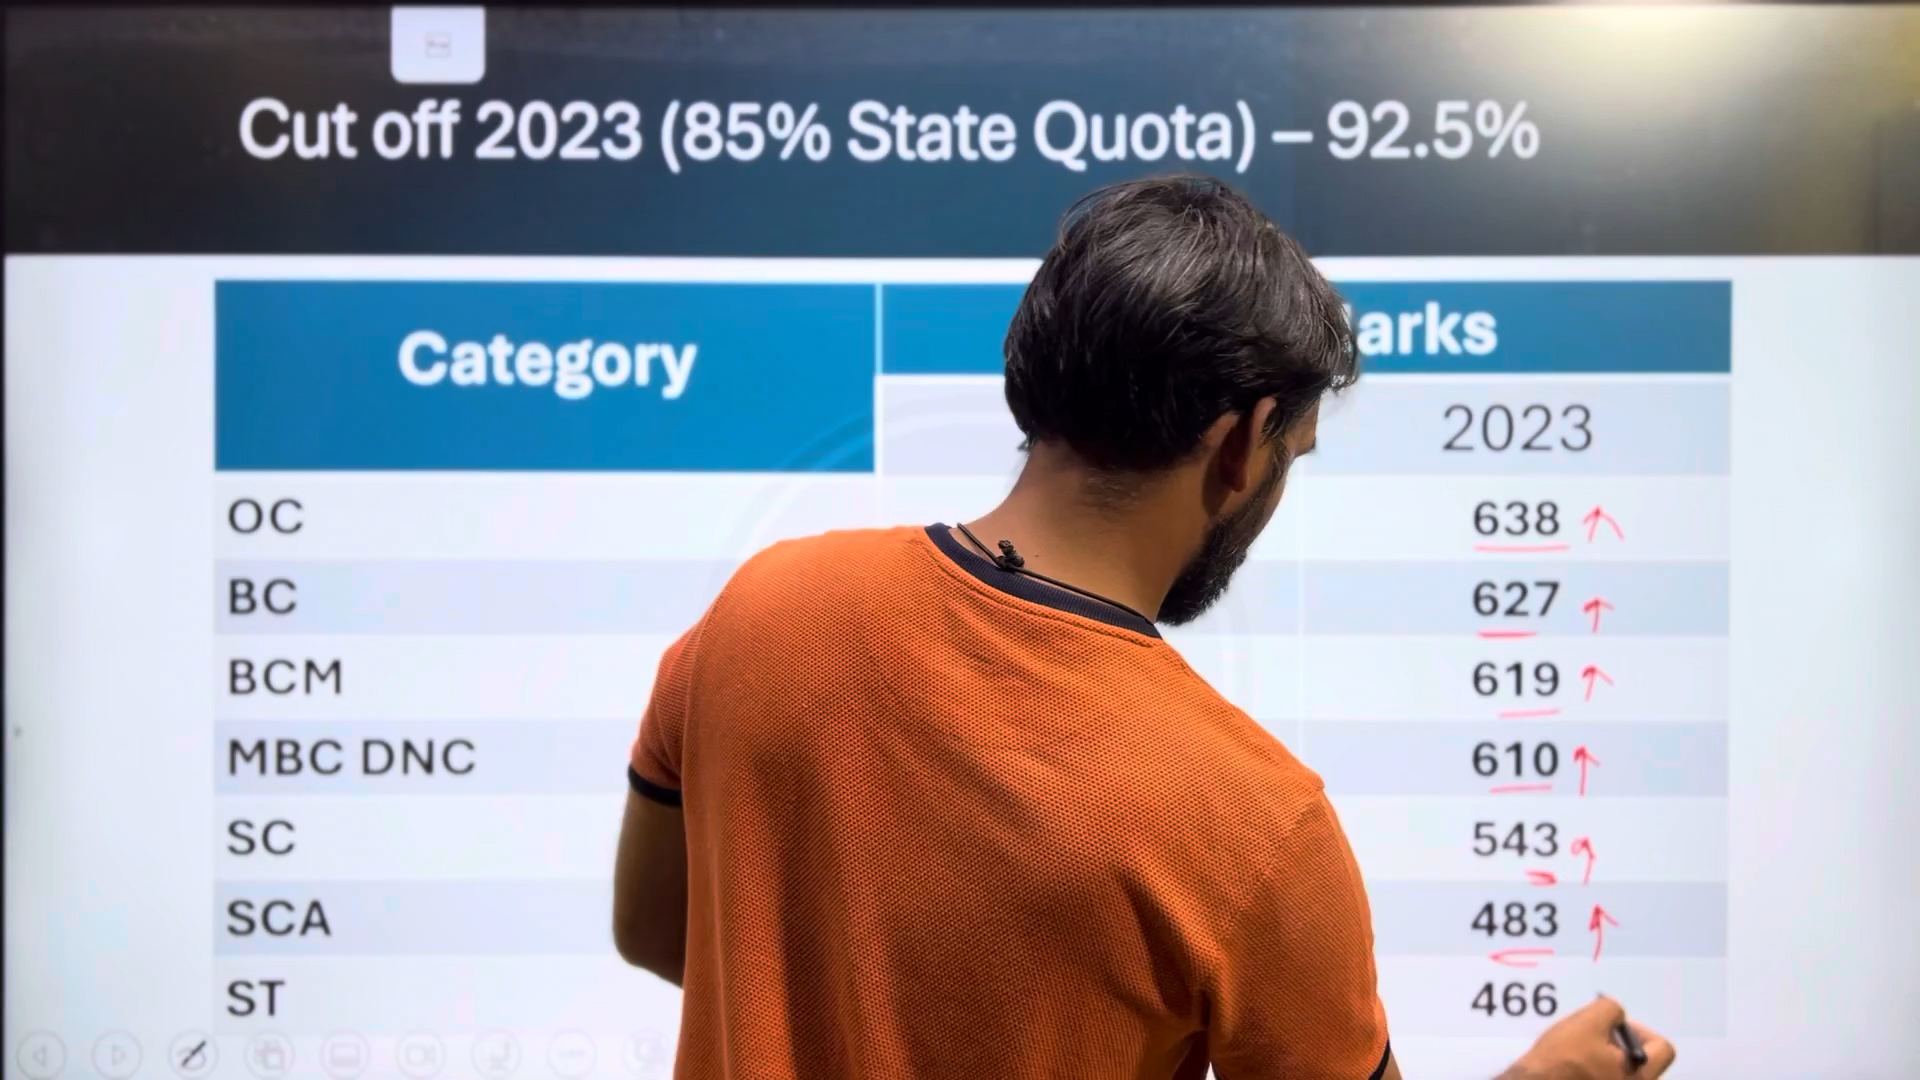 Cut off 2023 (85% State Quota) – 92.5%
Category
arks
2023
OC 638
BC 627
BCM 619
MBC DNC 610
SC 543
SCA 483
ST 466